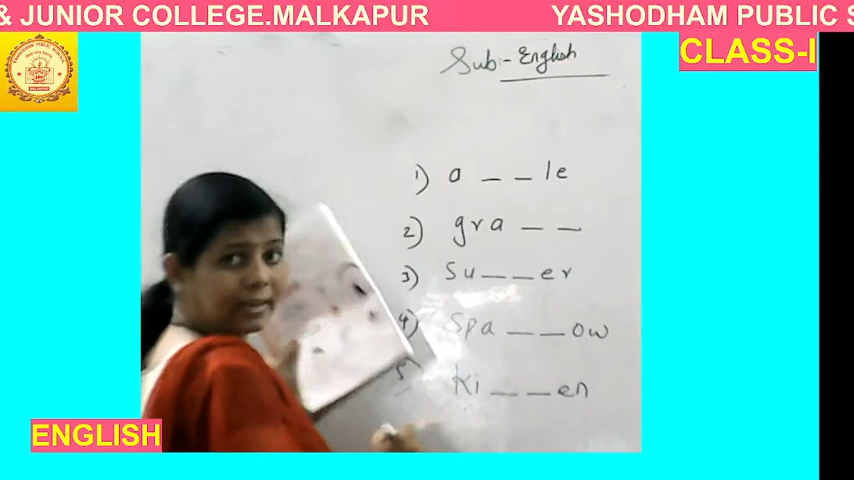 & JUNIOR COLLEGE.MALKAPUR YASHODHAM PUBLIC S
CLASS-I
Sub:- English
1) a _ _ le
2) gra _ _
3) su _ _ er
4) spa _ _ ow
5) ki _ _ en
ENGLISH